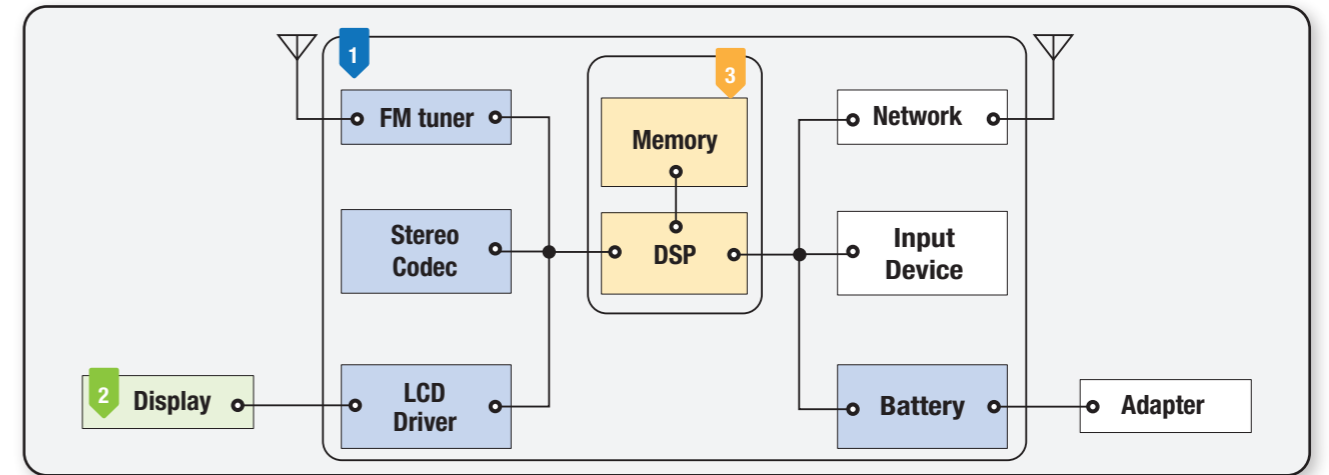 1
3
FM tuner
Memory
Network
Stereo
Codec
DSP
Input
Device
2
Display
LCD
Driver
Battery
Adapter